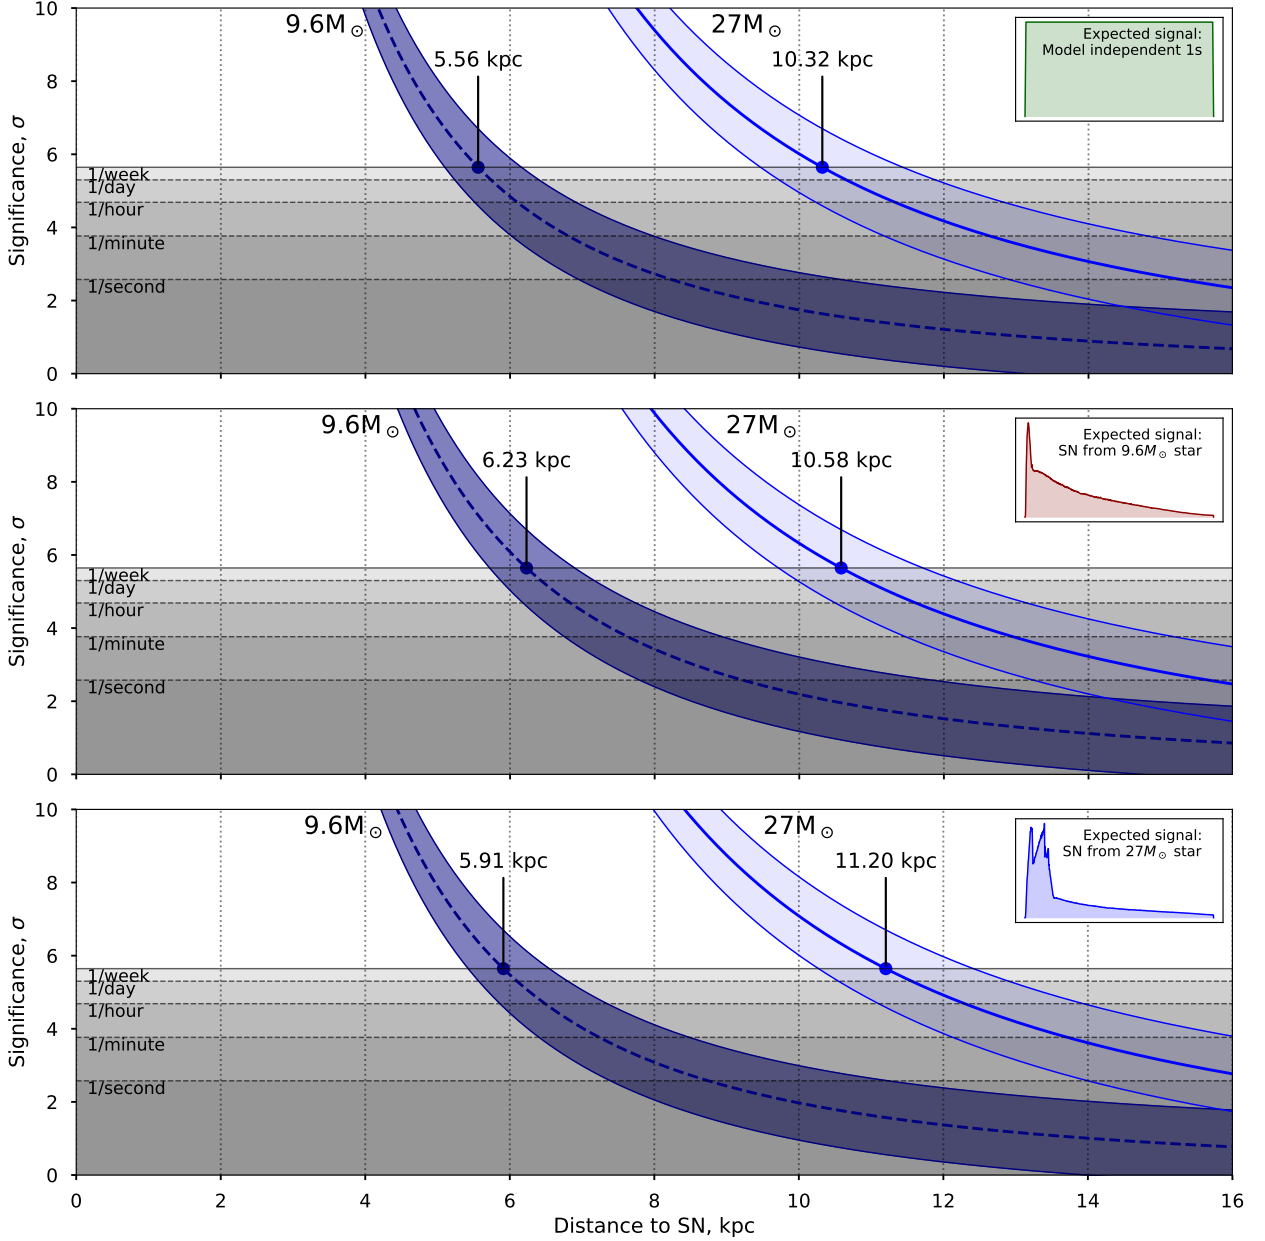 10
8
6
4
2
0
Significance, σ
9.6M⊙
27M⊙
5.56 kpc
10.32 kpc
1/week
1/day
1/hour
1/minute
1/second
Expected signal:
Model independent 1s
10
8
6
4
2
0
Significance, σ
9.6M⊙
27M⊙
6.23 kpc
10.58 kpc
1/week
1/day
1/hour
1/minute
1/second
Expected signal:
SN from 9.6M⊙ star
10
8
6
4
2
0
Significance, σ
9.6M⊙
27M⊙
5.91 kpc
11.20 kpc
1/week
1/day
1/hour
1/minute
1/second
Expected signal:
SN from 27M⊙ star
0 2 4 6 8 10 12 14 16
Distance to SN, kpc